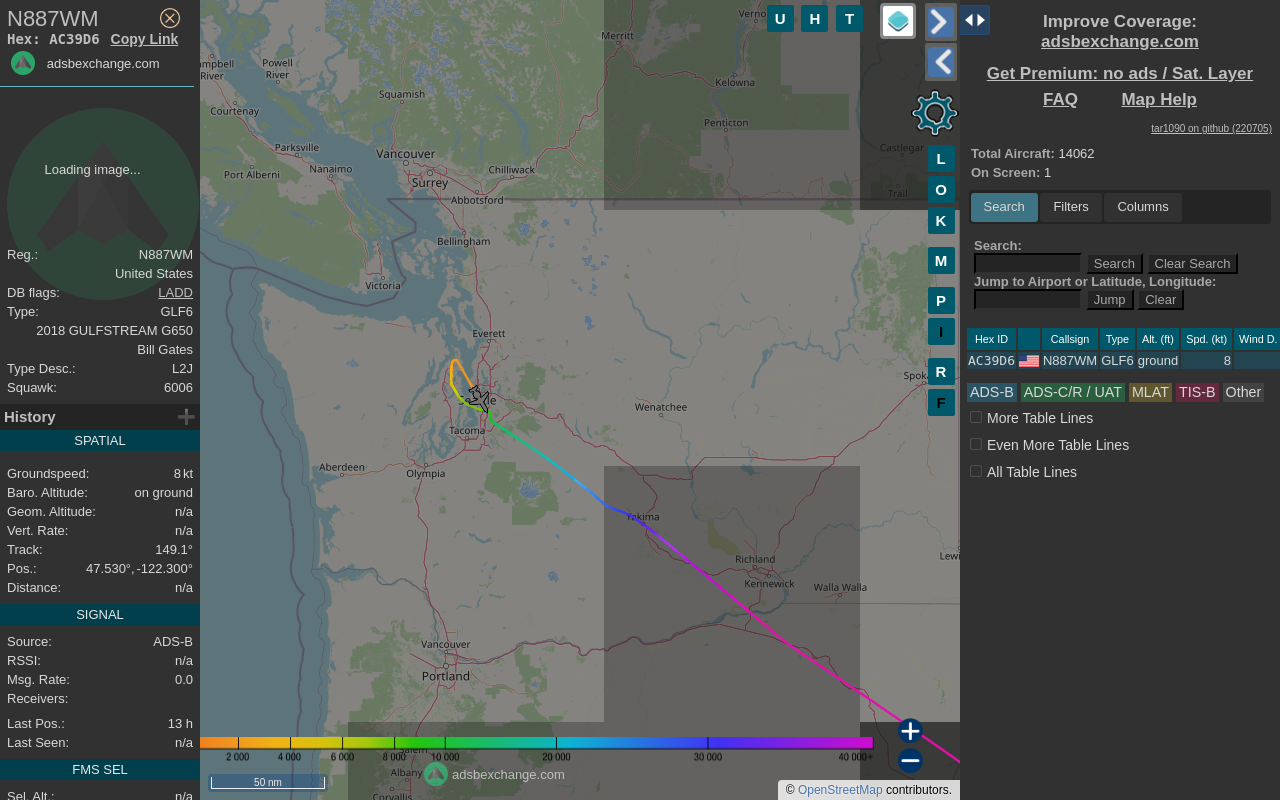 N887WM
Hex: AC39D6 Copy Link
adsbexchange.com
Loading image...
Reg.: N887WM
United States
DB flags: LADD
Type: GLF6
2018 GULFSTREAM G650
Bill Gates
Type Desc.: L2J
Squawk: 6006
History
SPATIAL
Groundspeed: 8 kt
Baro. Altitude: on ground
Geom. Altitude: n/a
Vert. Rate: n/a
Track: 149.1°
Pos.: 47.530°, -122.300°
Distance: n/a
SIGNAL
Source: ADS-B
RSSI: n/a
Msg. Rate: 0.0
Receivers:
Last Pos.: 13 h
Last Seen: n/a
FMS SEL
Sel. Alt.: n/a
U H T
L
O
K
M
P
I
R
F
Merritt
Kelowna
Penticton
Castlegar
Trail
Powell
River
River
Squamish
Courtenay
Parksville
Vancouver
Port Alberni
Nanaimo
Surrey
Chilliwack
Abbotsford
Bellingham
Victoria
Everett
Wenatchee
Tacoma
Aberdeen
Olympia
Yakima
Richland
Kennewick
Walla Walla
Vancouver
Portland
Albany
Corvallis
2 000 4 000 6 000 8 000 10 000 20 000 30 000 40 000+
50 nm
adsbexchange.com
© OpenStreetMap contributors.
Improve Coverage:
adsbexchange.com
Get Premium: no ads / Sat. Layer
FAQ Map Help
tar1090 on github (220705)
Total Aircraft: 14062
On Screen: 1
Search Filters Columns
Search:
Search Clear Search
Jump to Airport or Latitude, Longitude:
Jump Clear
Hex ID Callsign Type Alt. (ft) Spd. (kt) Wind D.
AC39D6 N887WM GLF6 ground 8
ADS-B ADS-C/R / UAT MLAT TIS-B Other
More Table Lines
Even More Table Lines
All Table Lines